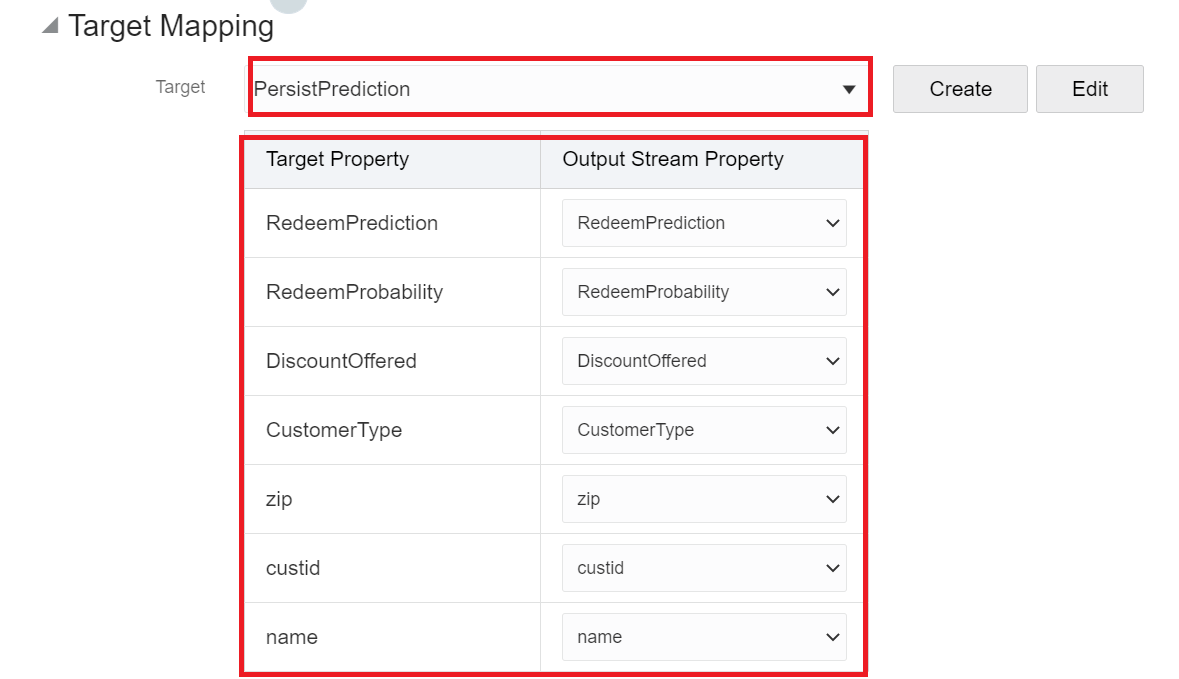 Target Mapping
Target PersistPrediction Create Edit
Target Property Output Stream Property
RedeemPrediction RedeemPrediction
RedeemProbability RedeemProbability
DiscountOffered DiscountOffered
CustomerType CustomerType
zip zip
custid custid
name name